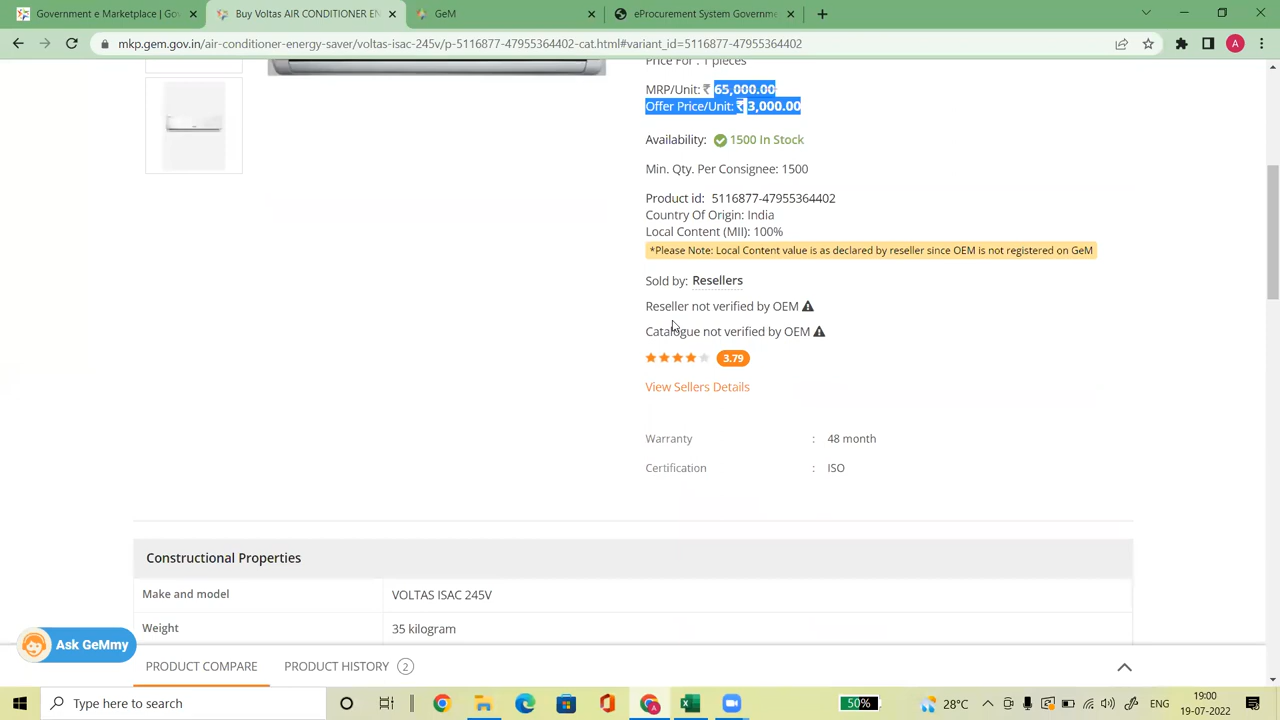 Government e Marketplace | Gov
Buy Voltas AIR CONDITIONER EN
GeM
eProcurement System Governme
mkp.gem.gov.in/air-conditioner-energy-saver/voltas-isac-245v/p-5116877-47955364402-cat.html#variant_id=5116877-47955364402
A
Price For : 1 pieces
MRP/Unit: ₹ 65,000.00
Offer Price/Unit: ₹ 3,000.00
Availability: 1500 In Stock
Min. Qty. Per Consignee: 1500
Product id: 5116877-47955364402
Country Of Origin: India
Local Content (MII): 100%
*Please Note: Local Content value is as declared by reseller since OEM is not registered on GeM
Sold by: Resellers
Reseller not verified by OEM
Catalogue not verified by OEM
3.79
View Sellers Details
Warranty : 48 month
Certification : ISO
Constructional Properties
Make and model VOLTAS ISAC 245V
Weight 35 kilogram
Ask GeMmy
PRODUCT COMPARE PRODUCT HISTORY 2
Type here to search
50%
28°C
ENG
19:00
19-07-2022